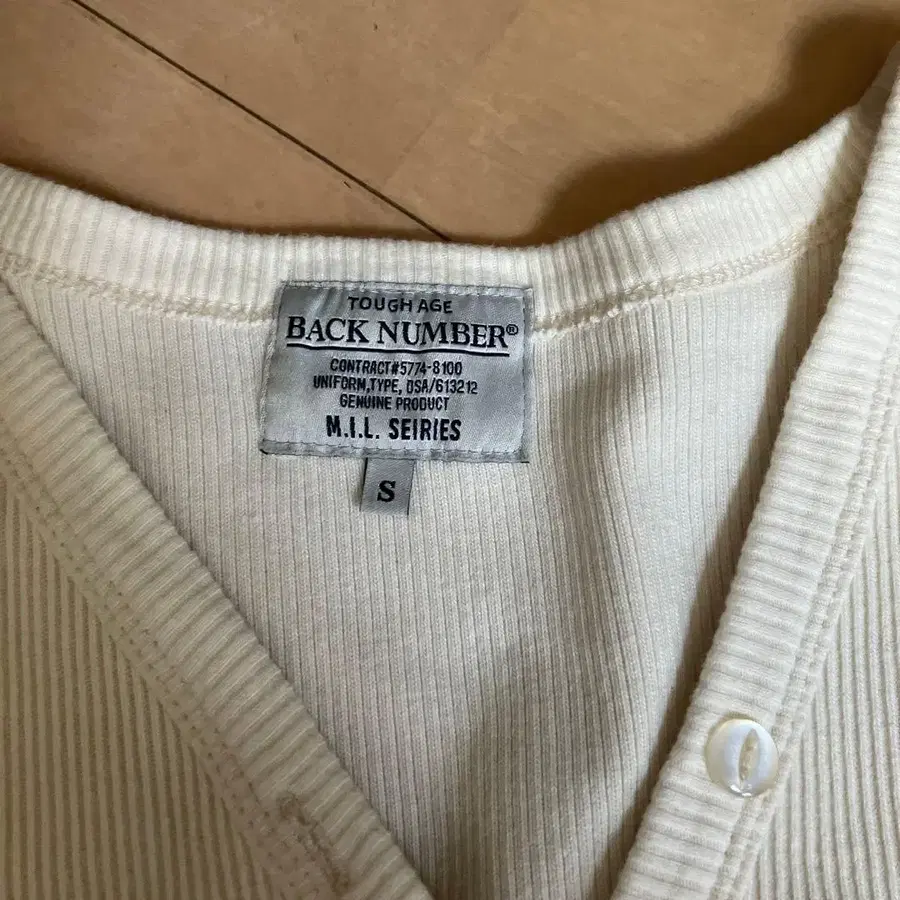 TOUGH AGE
BACK NUMBER®
CONTRACT#5774-8100
UNIFORM,TYPE, DSA/613212
GENUINE PRODUCT
M.I.L. SEIRIES
S